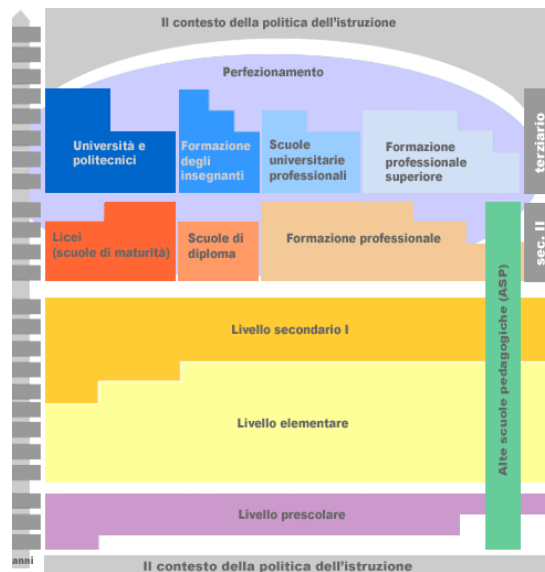 Il contesto della politica dell'istruzione
Perfezionamento
Università e
politecnici
Formazione
degli
insegnanti
Scuole
universitarie
professionali
Formazione
professionale
superiore
terziario
Licei
(scuole di maturità)
Scuole di
diploma
Formazione professionale
sec. II
Alte scuole pedagogiche (ASP)
Livello secondario I
Livello elementare
Livello prescolare
anni
Il contesto della politica dell'istruzione